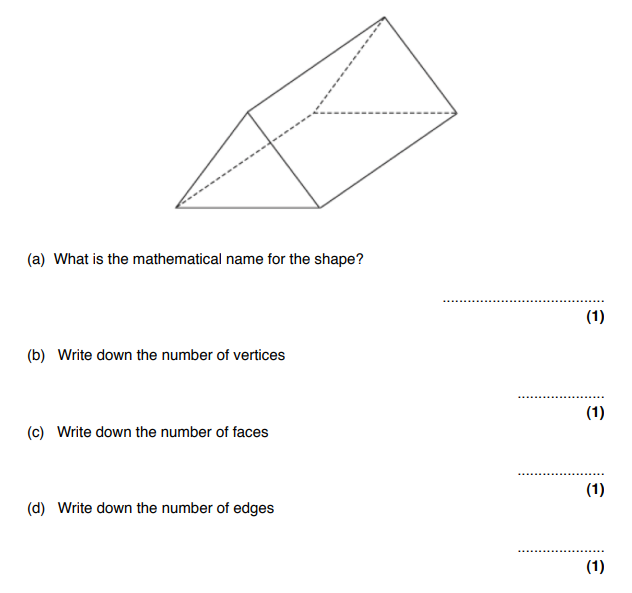 (a) What is the mathematical name for the shape?
.......................................
(1)
(b) Write down the number of vertices
.....................
(1)
(c) Write down the number of faces
.....................
(1)
(d) Write down the number of edges
.....................
(1)